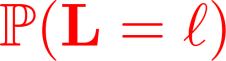 ℙ(𝐋 = ℓ)